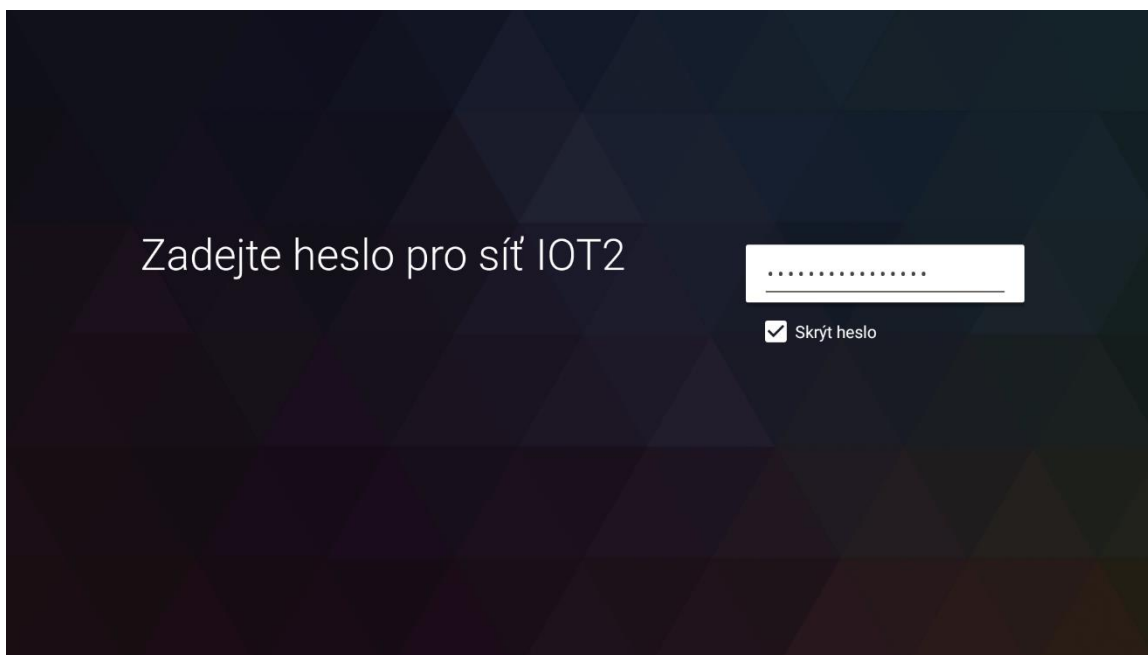 Zadejte heslo pro síť IOT2
................
Skrýt heslo